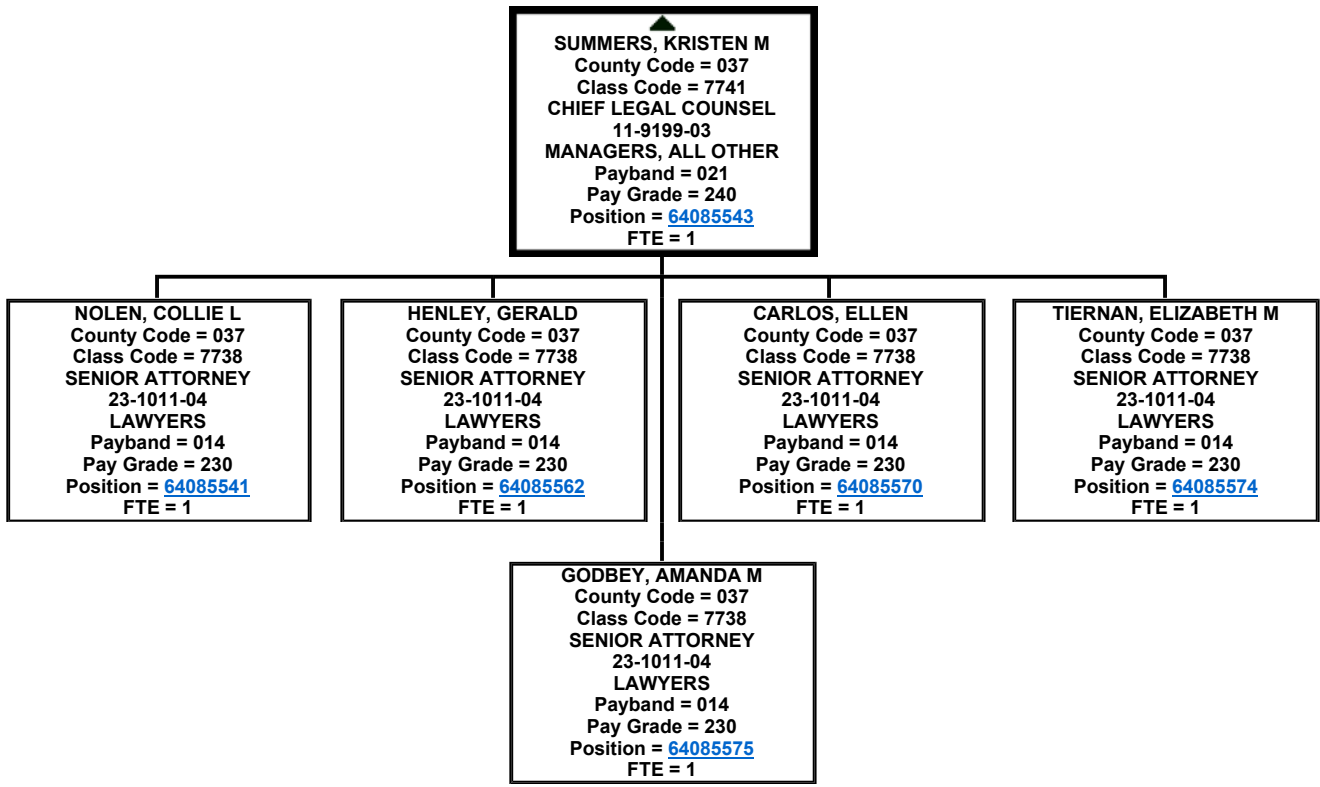 SUMMERS, KRISTEN M
County Code = 037
Class Code = 7741
CHIEF LEGAL COUNSEL
11-9199-03
MANAGERS, ALL OTHER
Payband = 021
Pay Grade = 240
Position = 64085543
FTE = 1
NOLEN, COLLIE L
County Code = 037
Class Code = 7738
SENIOR ATTORNEY
23-1011-04
LAWYERS
Payband = 014
Pay Grade = 230
Position = 64085541
FTE = 1
HENLEY, GERALD
County Code = 037
Class Code = 7738
SENIOR ATTORNEY
23-1011-04
LAWYERS
Payband = 014
Pay Grade = 230
Position = 64085562
FTE = 1
CARLOS, ELLEN
County Code = 037
Class Code = 7738
SENIOR ATTORNEY
23-1011-04
LAWYERS
Payband = 014
Pay Grade = 230
Position = 64085570
FTE = 1
TIERNAN, ELIZABETH M
County Code = 037
Class Code = 7738
SENIOR ATTORNEY
23-1011-04
LAWYERS
Payband = 014
Pay Grade = 230
Position = 64085574
FTE = 1
GODBEY, AMANDA M
County Code = 037
Class Code = 7738
SENIOR ATTORNEY
23-1011-04
LAWYERS
Payband = 014
Pay Grade = 230
Position = 64085575
FTE = 1